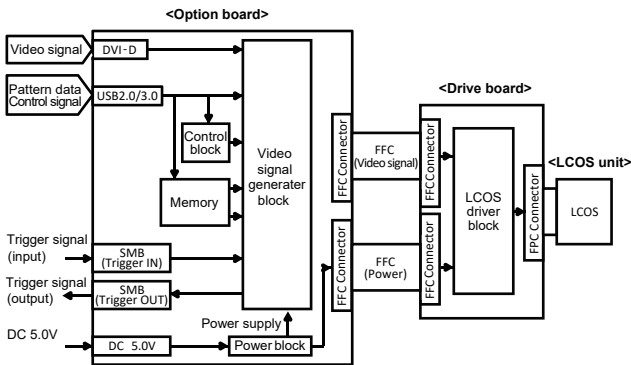 <Option board>
Video signal
DVI-D
Pattern data
Control signal
USB2.0/3.0
Control
block
Memory
Video
signal
generater
block
Trigger signal
(input)
SMB
(Trigger IN)
Trigger signal
(output)
SMB
(Trigger OUT)
DC 5.0V
DC 5.0V
Power supply
Power block
FFC Connector
FFC Connector
FFC
(Video signal)
FFC
(Power)
<Drive board>
FFC Connector
FFC Connector
LCOS
driver
block
FPC Connector
<LCOS unit>
LCOS